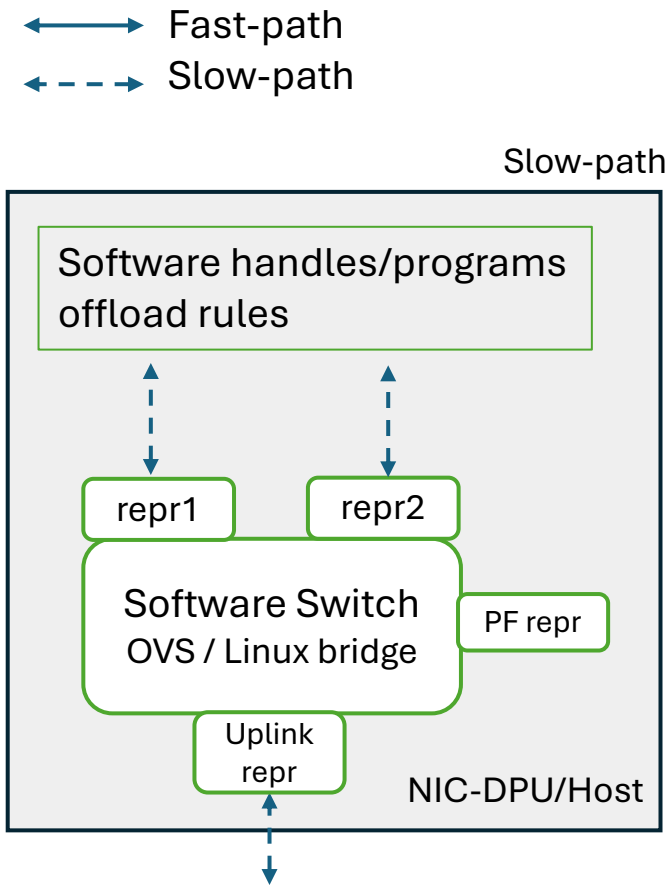 Fast-path
Slow-path
Slow-path
Software handles/programs
offload rules
repr1
repr2
Software Switch
OVS / Linux bridge
PF repr
Uplink
repr
NIC-DPU/Host